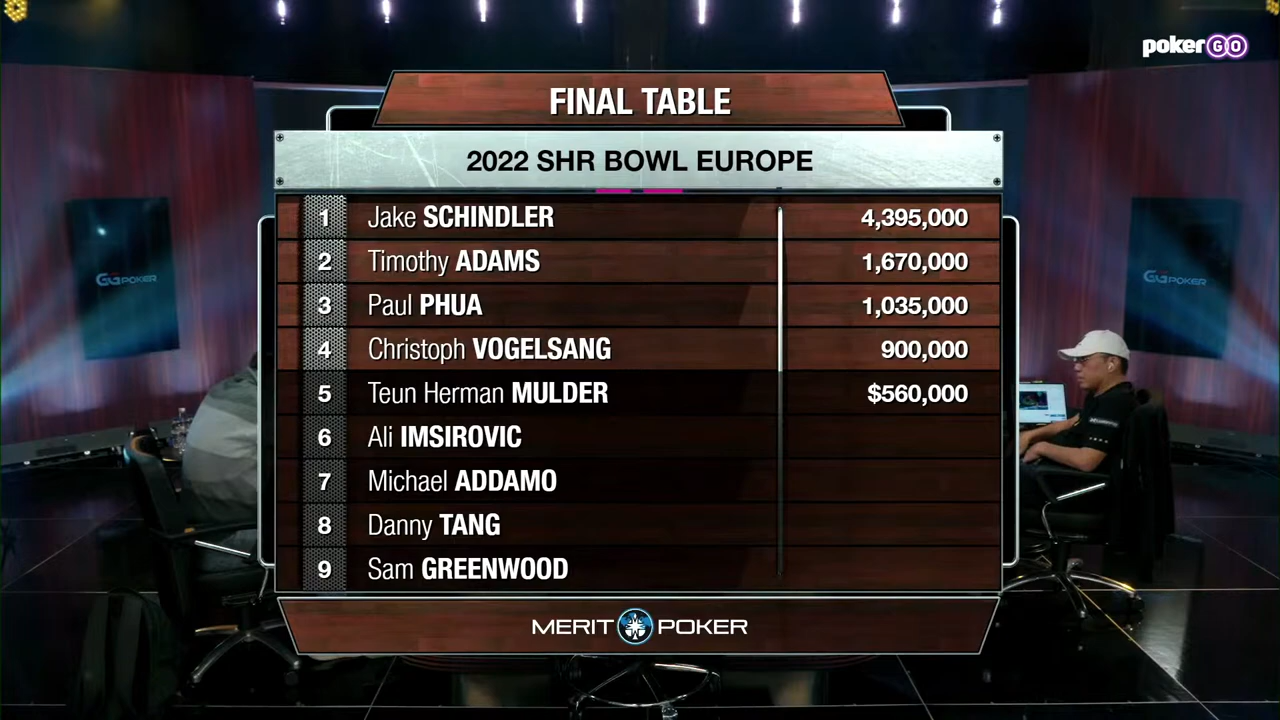 poker GO
FINAL TABLE
2022 SHR BOWL EUROPE
1 Jake SCHINDLER 4,395,000
2 Timothy ADAMS 1,670,000
3 Paul PHUA 1,035,000
4 Christoph VOGELSANG 900,000
5 Teun Herman MULDER $560,000
6 Ali IMSIROVIC
7 Michael ADDAMO
8 Danny TANG
9 Sam GREENWOOD
GGPOKER
GGPOKER
MERIT POKER